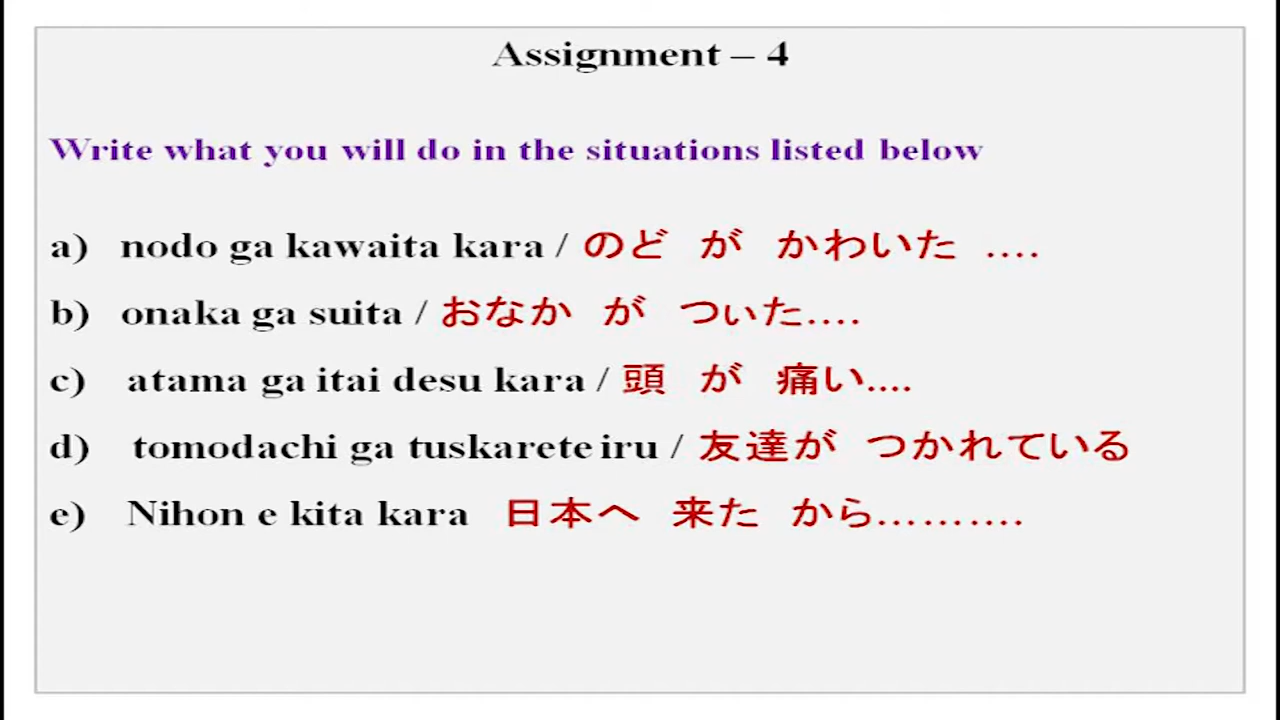 Assignment – 4
Write what you will do in the situations listed below
a) nodo ga kawaita kara / のど が かわいた ....
b) onaka ga suita / おなか が つぃた....
c) atama ga itai desu kara / 頭 が 痛い....
d) tomodachi ga tuskarete iru / 友達が つかれている
e) Nihon e kita kara 日本へ 来た から..........